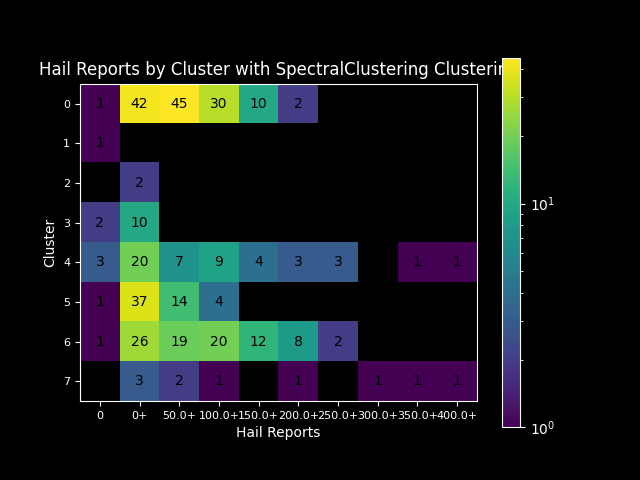 Hail Reports by Cluster with SpectralClustering Clusterin
0 1 42 45 30 10 2
1 1
2 2
3 2 10
4 3 20 7 9 4 3 3 1 1
5 1 37 14 4
6 1 26 19 20 12 8 2
7 3 2 1 1 1 1 1
Cluster
0 0+ 50.0+ 100.0+ 150.0+ 200.0+ 250.0+ 300.0+ 350.0+ 400.0+
Hail Reports
10¹
10⁰